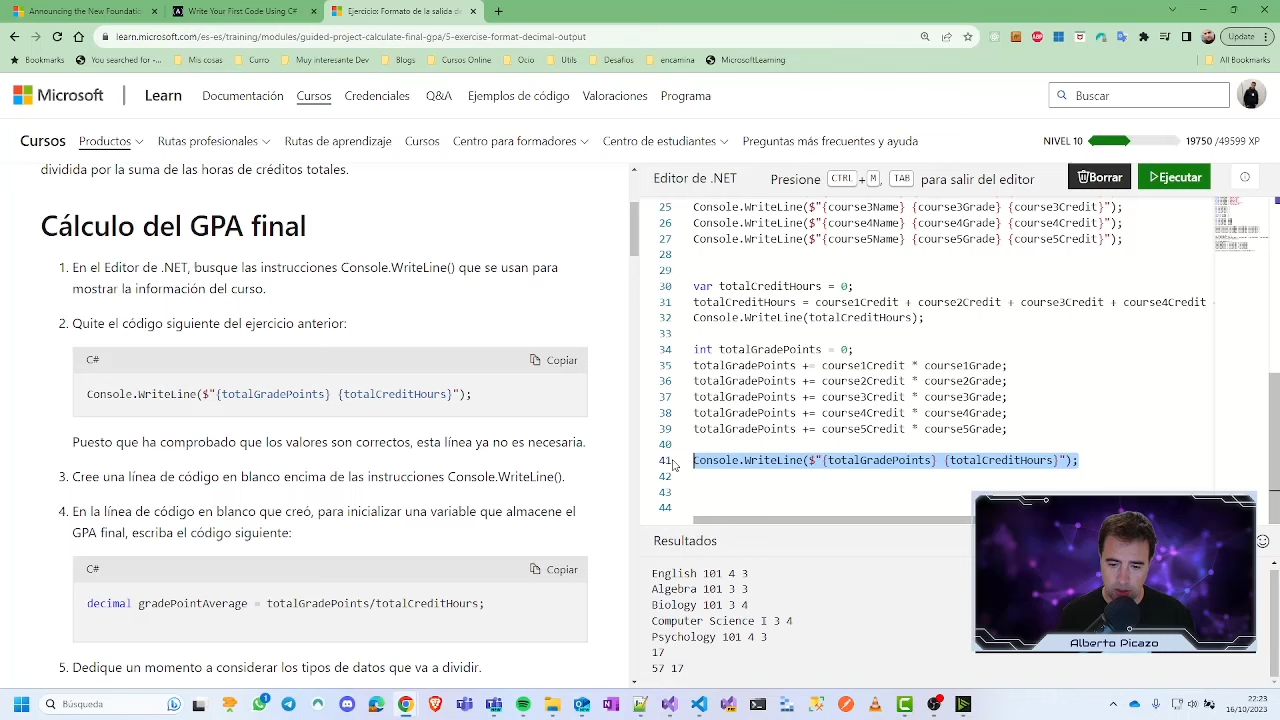 Announcing the New Foundatio
Write Your First Code Using C#
Ejercicio: Formato de la salida de
learn.microsoft.com/es-es/training/modules/guided-project-calculate-final-gpa/5-exercise-format-decimal-output
Update
Bookmarks
You searched for -...
Mis cosas
Curro
Muy interesante Dev
Blogs
Cursos Online
Ocio
Utils
Desafios
encamina
MicrosoftLearning
All Bookmarks
Microsoft
Learn
Documentación
Cursos
Credenciales
Q&A
Ejemplos de código
Valoraciones
Programa
Buscar
Cursos
Productos
Rutas profesionales
Rutas de aprendizaje
Cursos
Centro para formadores
Centro de estudiantes
Preguntas más frecuentes y ayuda
NIVEL 10
19750 /49599 XP
dividida por la suma de las horas de créditos totales.
Cálculo del GPA final
1. En el Editor de .NET, busque las instrucciones Console.WriteLine() que se usan para
mostrar la información del curso.
2. Quite el código siguiente del ejercicio anterior:
C#
Copiar
Console.WriteLine($"{totalGradePoints} {totalCreditHours}");
Puesto que ha comprobado que los valores son correctos, esta línea ya no es necesaria.
3. Cree una línea de código en blanco encima de las instrucciones Console.WriteLine().
4. En la línea de código en blanco que creó, para inicializar una variable que almacene el
GPA final, escriba el código siguiente:
C#
Copiar
decimal gradePointAverage = totalGradePoints/totalCreditHours;
5. Dedique un momento a considerar los tipos de datos que va a dividir.
Editor de .NET
Presione CTRL + M, TAB para salir del editor
Borrar
Ejecutar
25 Console.WriteLine($"{course3Name} {course3Grade} {course3Credit}");
26 Console.WriteLine($"{course4Name} {course4Grade} {course4Credit}");
27 Console.WriteLine($"{course5Name} {course5Grade} {course5Credit}");
28
29
30 var totalCreditHours = 0;
31 totalCreditHours = course1Credit + course2Credit + course3Credit + course4Credit +
32 Console.WriteLine(totalCreditHours);
33
34 int totalGradePoints = 0;
35 totalGradePoints += course1Credit * course1Grade;
36 totalGradePoints += course2Credit * course2Grade;
37 totalGradePoints += course3Credit * course3Grade;
38 totalGradePoints += course4Credit * course4Grade;
39 totalGradePoints += course5Credit * course5Grade;
40
41 Console.WriteLine($"{totalGradePoints} {totalCreditHours}");
42
43
44
Resultados
English 101 4 3
Algebra 101 3 3
Biology 101 3 4
Computer Science I 3 4
Psychology 101 4 3
17
57 17
Alberto Picazo
Búsqueda
22:23
16/10/2023